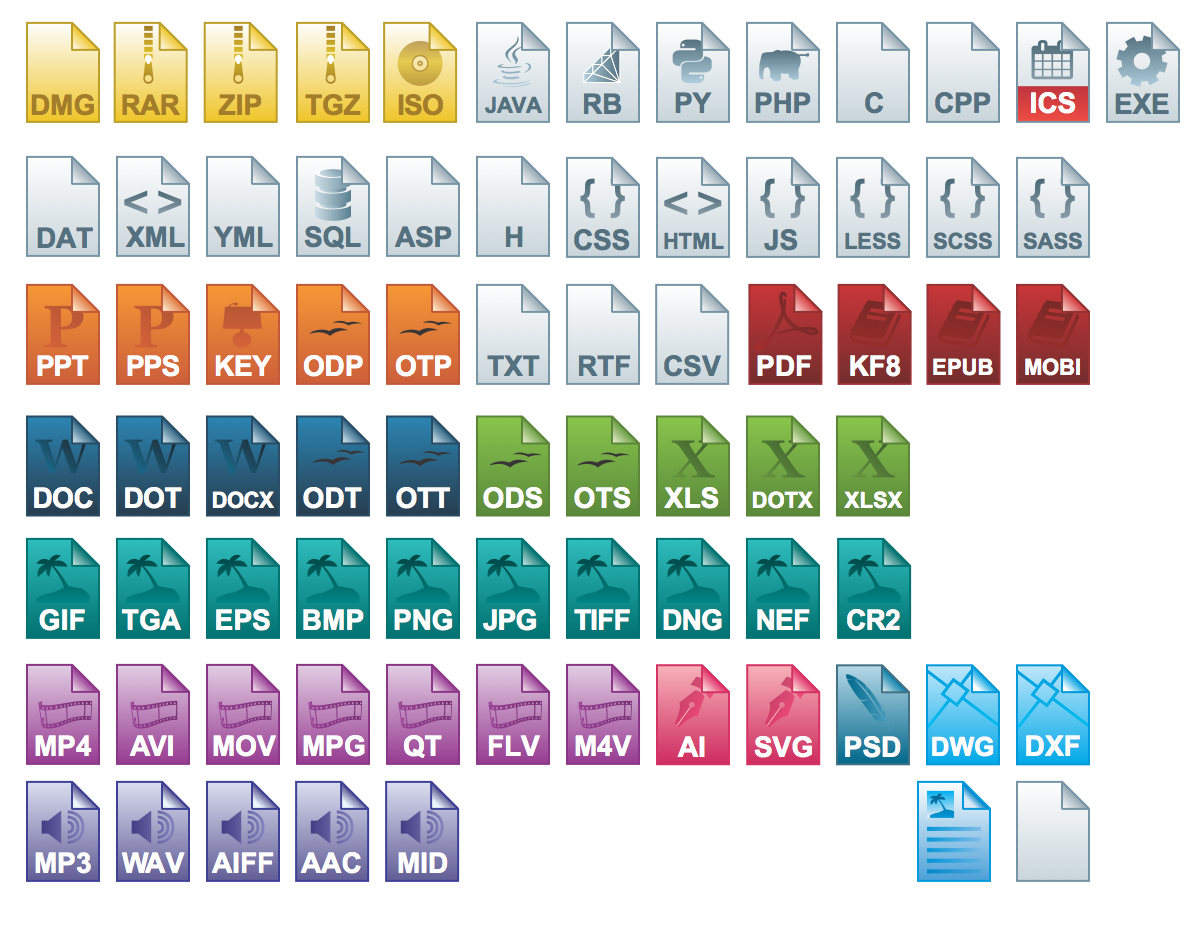 DMG RAR ZIP TGZ ISO JAVA RB PY PHP C CPP ICS EXE
DAT XML YML SQL ASP H CSS HTML JS LESS SCSS SASS
PPT PPS KEY ODP OTP TXT RTF CSV PDF KF8 EPUB MOBI
DOC DOT DOCX ODT OTT ODS OTS XLS DOTX XLSX
GIF TGA EPS BMP PNG JPG TIFF DNG NEF CR2
MP4 AVI MOV MPG QT FLV M4V AI SVG PSD DWG DXF
MP3 WAV AIFF AAC MID